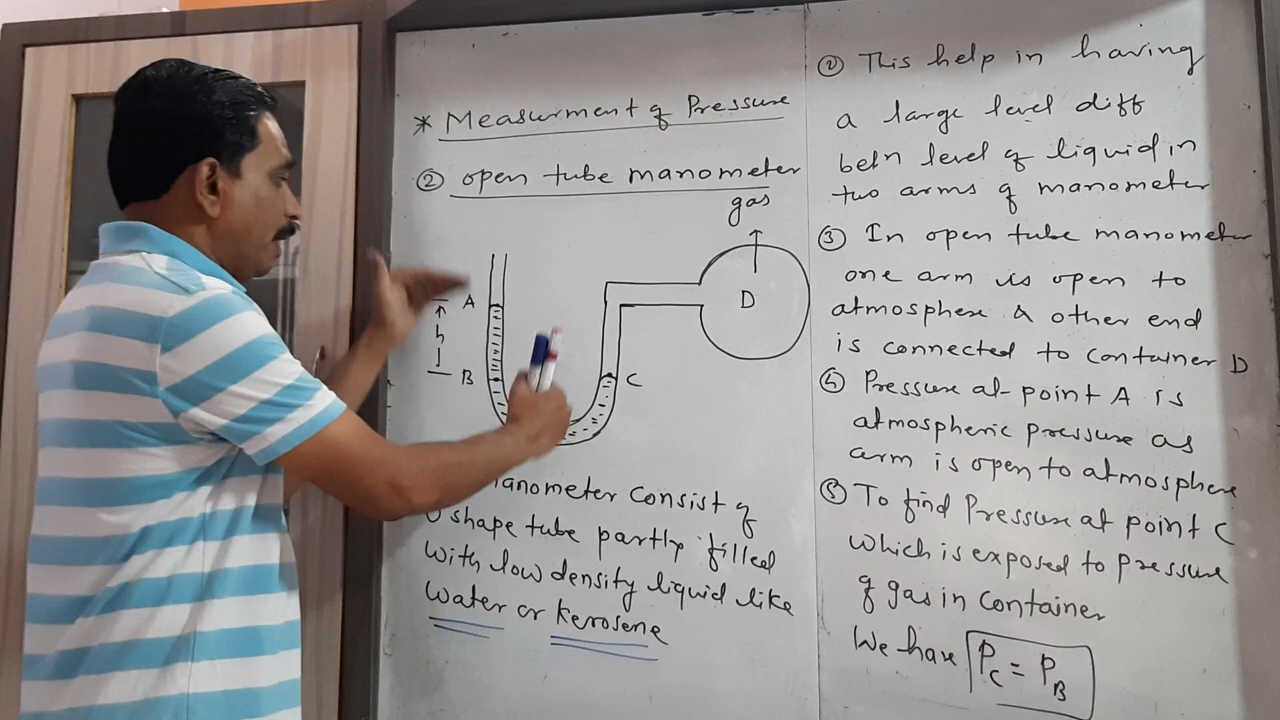 * Measurment of Pressure
② open tube manometer
gas
A
h
B
C
D
anometer consist of
U shape tube partly filled
with low density liquid like
water or kerosene
② This help in having
a large level diff
betn level of liquid in
two arms of manometer
③ In open tube manometer
one arm is open to
atmosphere & other end
is connected to container D
④ Pressure at point A is
atmospheric pressure as
arm is open to atmosphere
⑤ To find Pressure at point C
which is exposed to pressure
of gas in container
We have P_C = P_B